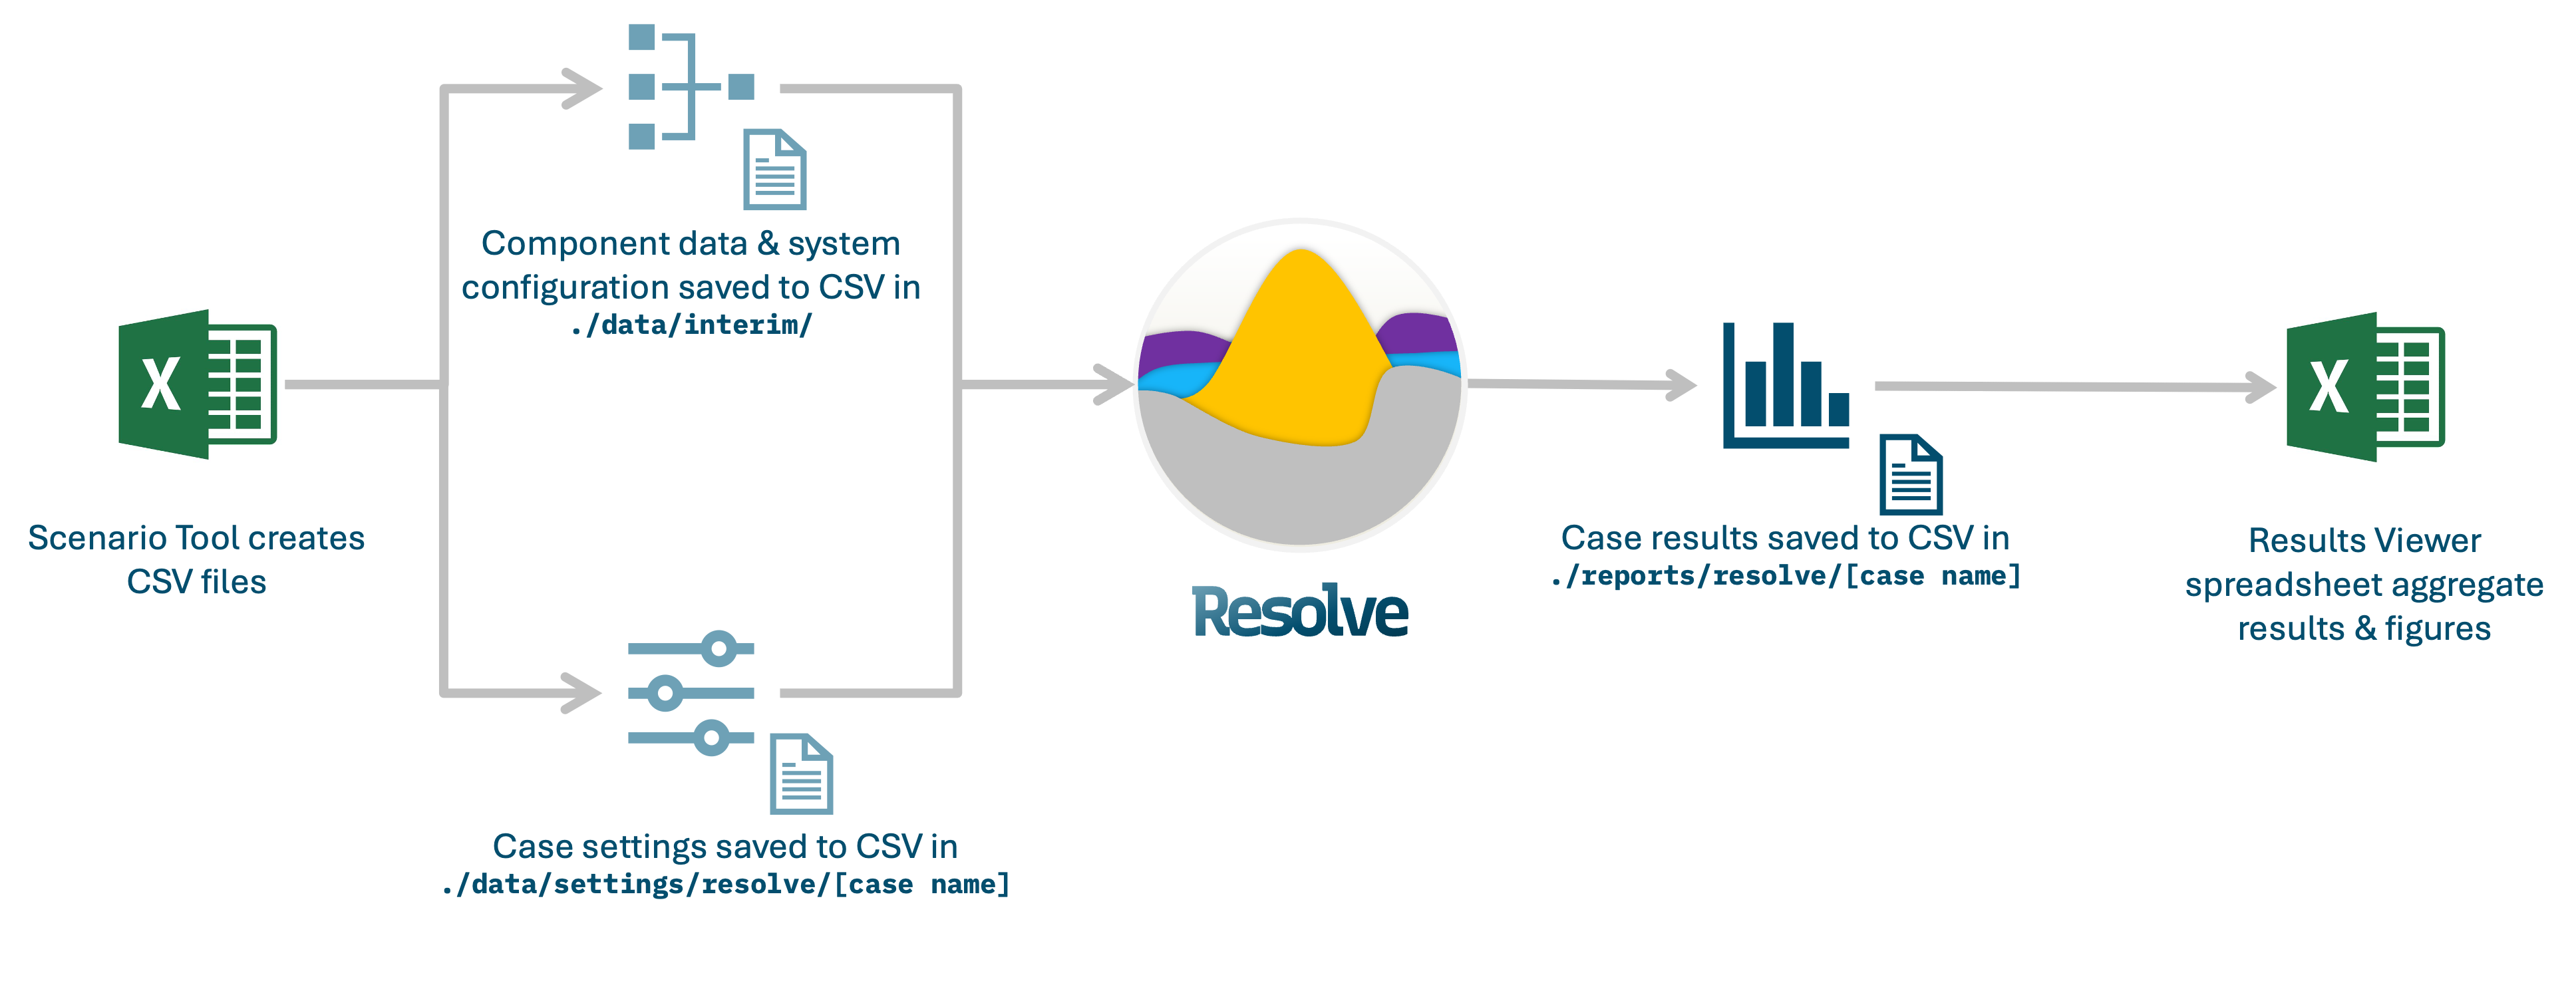 Component data & system
configuration saved to CSV in
./data/interim/
X
Scenario Tool creates
CSV files
Case settings saved to CSV in
./data/settings/resolve/[case name]
Resolve
Case results saved to CSV in
./reports/resolve/[case name]
X
Results Viewer
spreadsheet aggregate
results & figures